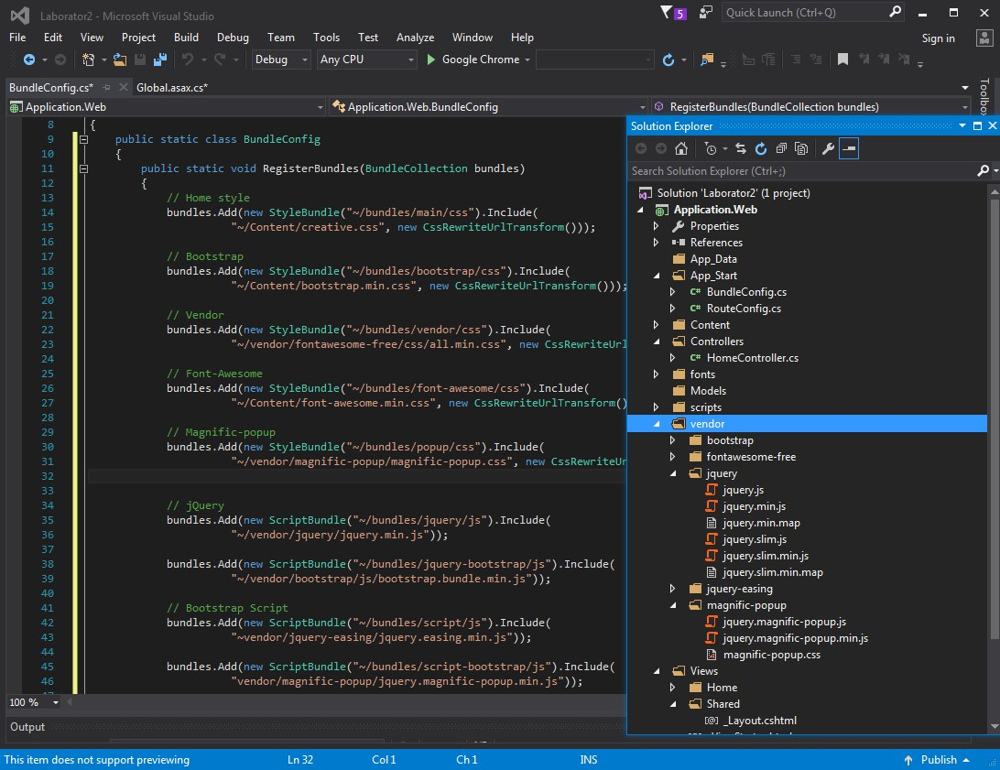 Laborator2 - Microsoft Visual Studio
5
Quick Launch (Ctrl+Q)
File Edit View Project Build Debug Team Tools Test Analyze Window Help
Sign in
Debug Any CPU Google Chrome
BundleConfig.cs* Global.asax.cs*
Toolbox
Application.Web Application.Web.BundleConfig RegisterBundles(BundleCollection bundles)
8 {
9 public static class BundleConfig
10 {
11 public static void RegisterBundles(BundleCollection bundles)
12 {
13 // Home style
14 bundles.Add(new StyleBundle("~/bundles/main/css").Include(
15 "~/Content/creative.css", new CssRewriteUrlTransform()));
16
17 // Bootstrap
18 bundles.Add(new StyleBundle("~/bundles/bootstrap/css").Include(
19 "~/Content/bootstrap.min.css", new CssRewriteUrlTransform()));
20
21 // Vendor
22 bundles.Add(new StyleBundle("~/bundles/vendor/css").Include(
23 "~/vendor/fontawesome-free/css/all.min.css", new CssRewriteUrl
24
25 // Font-Awesome
26 bundles.Add(new StyleBundle("~/bundles/font-awesome/css").Include(
27 "~/Content/font-awesome.min.css", new CssRewriteUrlTransform()
28
29 // Magnific-popup
30 bundles.Add(new StyleBundle("~/bundles/popup/css").Include(
31 "~/vendor/magnific-popup/magnific-popup.css", new CssRewriteUr
32
33
34 // jQuery
35 bundles.Add(new ScriptBundle("~/bundles/jquery/js").Include(
36 "~/vendor/jquery/jquery.min.js"));
37
38 bundles.Add(new ScriptBundle("~/bundles/jquery-bootstrap/js").Include(
39 "~/vendor/bootstrap/js/bootstrap.bundle.min.js"));
40
41 // Bootstrap Script
42 bundles.Add(new ScriptBundle("~/bundles/script/js").Include(
43 "~vendor/jquery-easing/jquery.easing.min.js"));
44
45 bundles.Add(new ScriptBundle("~/bundles/script-bootstrap/js").Include(
46 "vendor/magnific-popup/jquery.magnific-popup.min.js"));
100 %
Output
Solution Explorer
Search Solution Explorer (Ctrl+;)
Solution 'Laborator2' (1 project)
Application.Web
Properties
References
App_Data
App_Start
C# BundleConfig.cs
C# RouteConfig.cs
Content
Controllers
C# HomeController.cs
fonts
Models
scripts
vendor
bootstrap
fontawesome-free
jquery
jquery.js
jquery.min.js
jquery.min.map
jquery.slim.js
jquery.slim.min.js
jquery.slim.min.map
jquery-easing
magnific-popup
jquery.magnific-popup.js
jquery.magnific-popup.min.js
magnific-popup.css
Views
Home
Shared
[@] _Layout.cshtml
This item does not support previewing Ln 32 Col 1 Ch 1 INS Publish